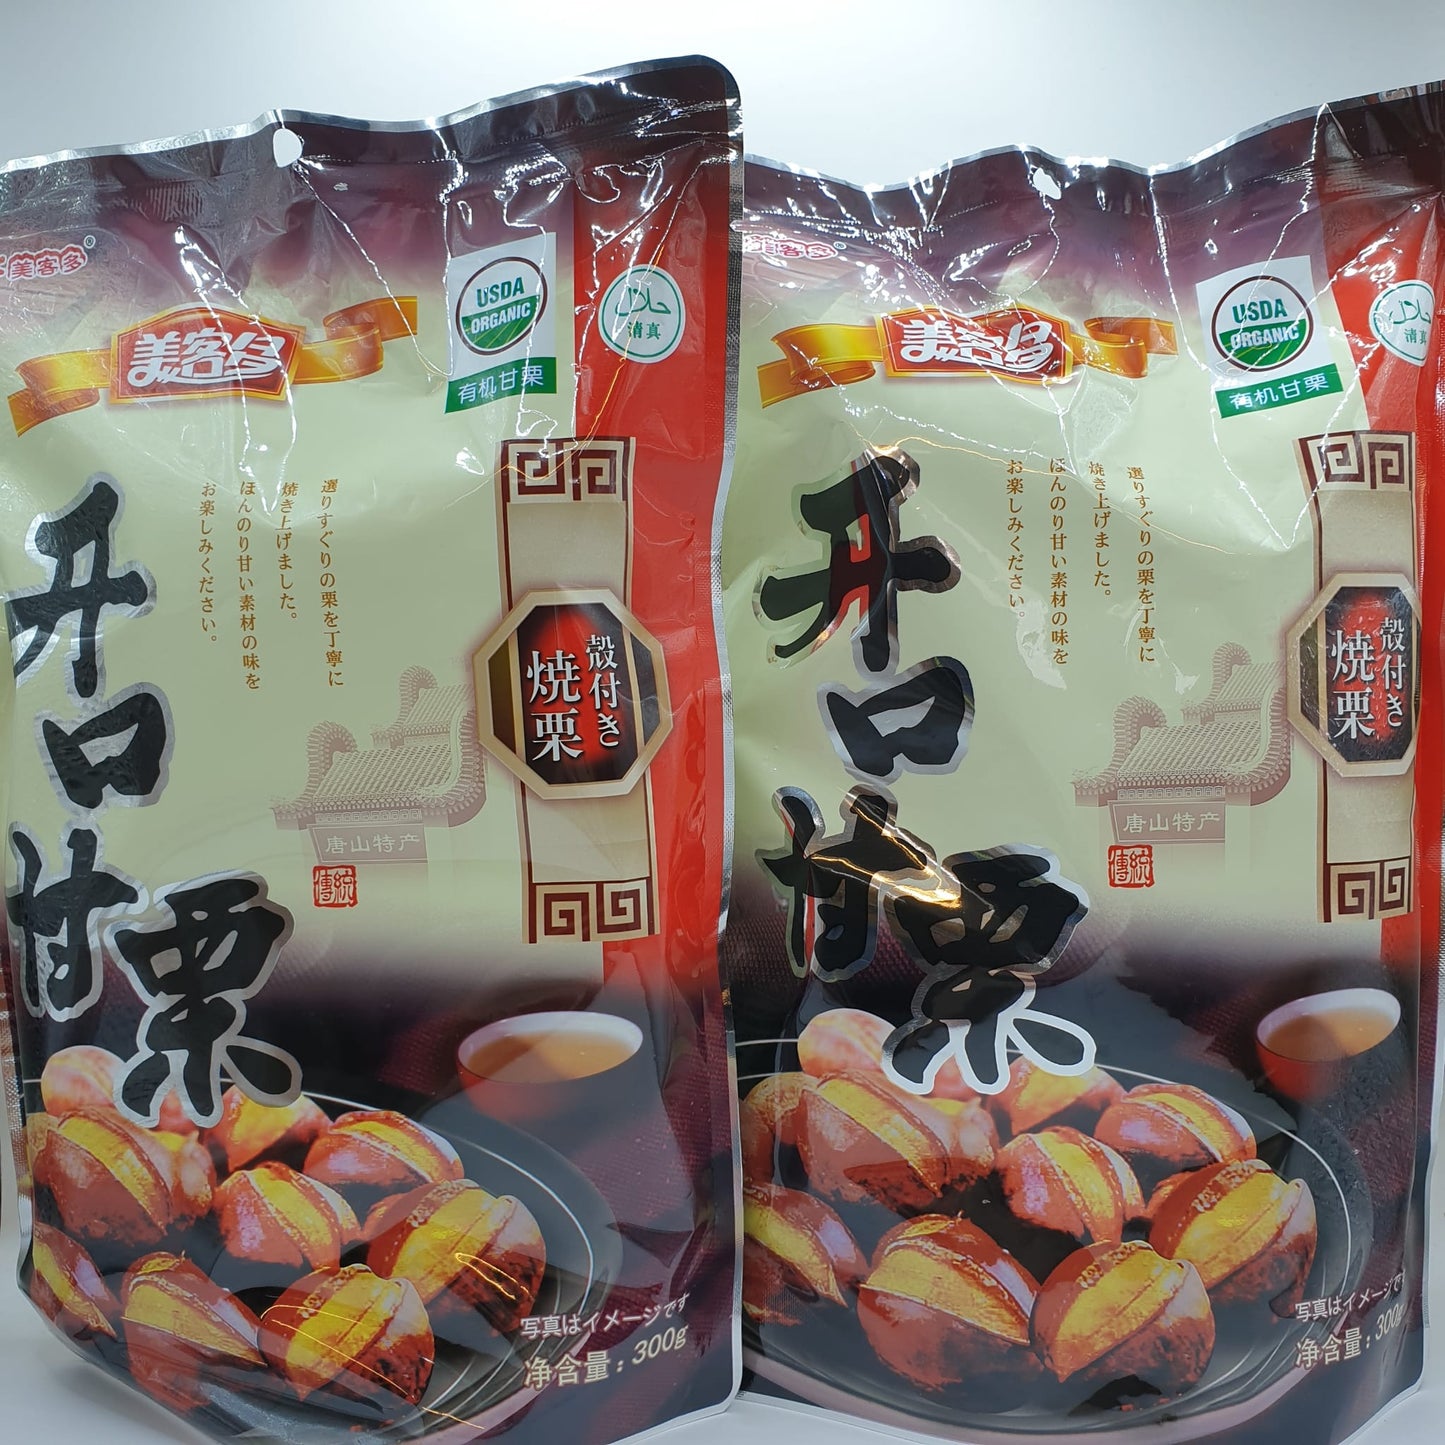 美客多®
美客多
USDA
ORGANIC
有机甘栗
حلال
清真
選りすぐりの栗を丁寧に
焼き上げました。
ほんのり甘い素材の味を
お楽しみください。
开口甘栗
殻付き
焼栗
唐山特产
傳統
写真はイメージです
净含量：300g
美客多®
美客多
USDA
ORGANIC
有机甘栗
حلال
清真
選りすぐりの栗を丁寧に
焼き上げました。
ほんのり甘い素材の味を
お楽しみください。
开口甘栗
殻付き
焼栗
唐山特产
傳統
写真はイメージです
净含量：300g